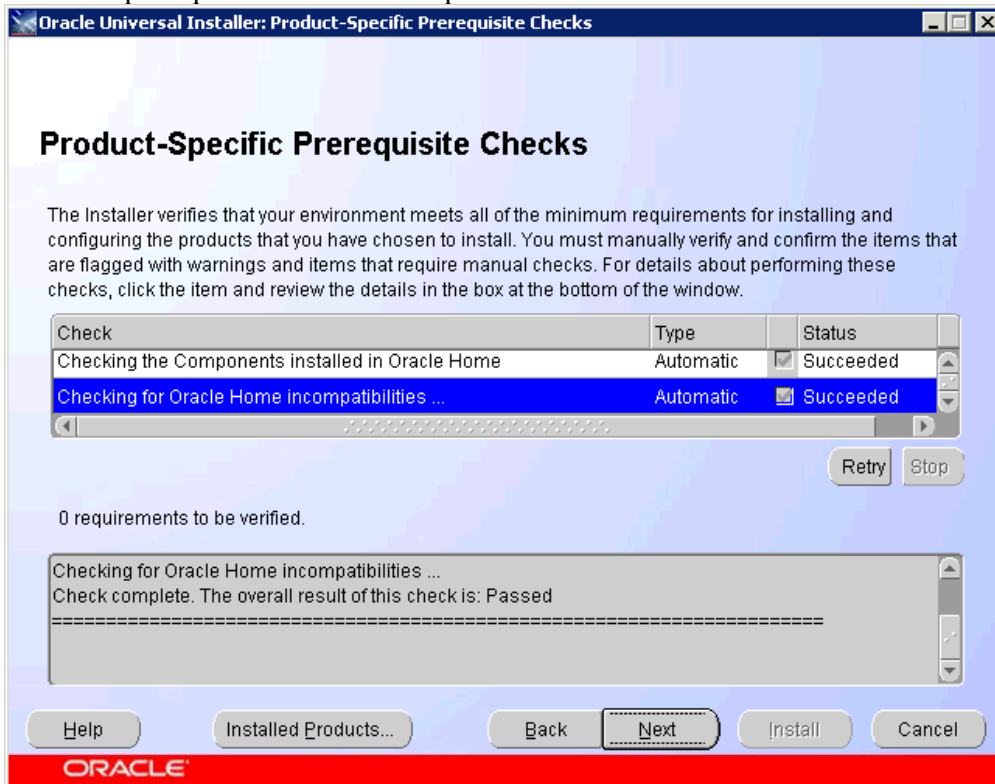 Oracle Universal Installer: Product-Specific Prerequisite Checks
Product-Specific Prerequisite Checks
The Installer verifies that your environment meets all of the minimum requirements for installing and
configuring the products that you have chosen to install. You must manually verify and confirm the items that
are flagged with warnings and items that require manual checks. For details about performing these
checks, click the item and review the details in the box at the bottom of the window.
Check Type Status
Checking the Components installed in Oracle Home Automatic Succeeded
Checking for Oracle Home incompatibilities ... Automatic Succeeded
Retry Stop
0 requirements to be verified.
Checking for Oracle Home incompatibilities ...
Check complete. The overall result of this check is: Passed
========================================================================
Help Installed Products... Back Next Install Cancel
ORACLE